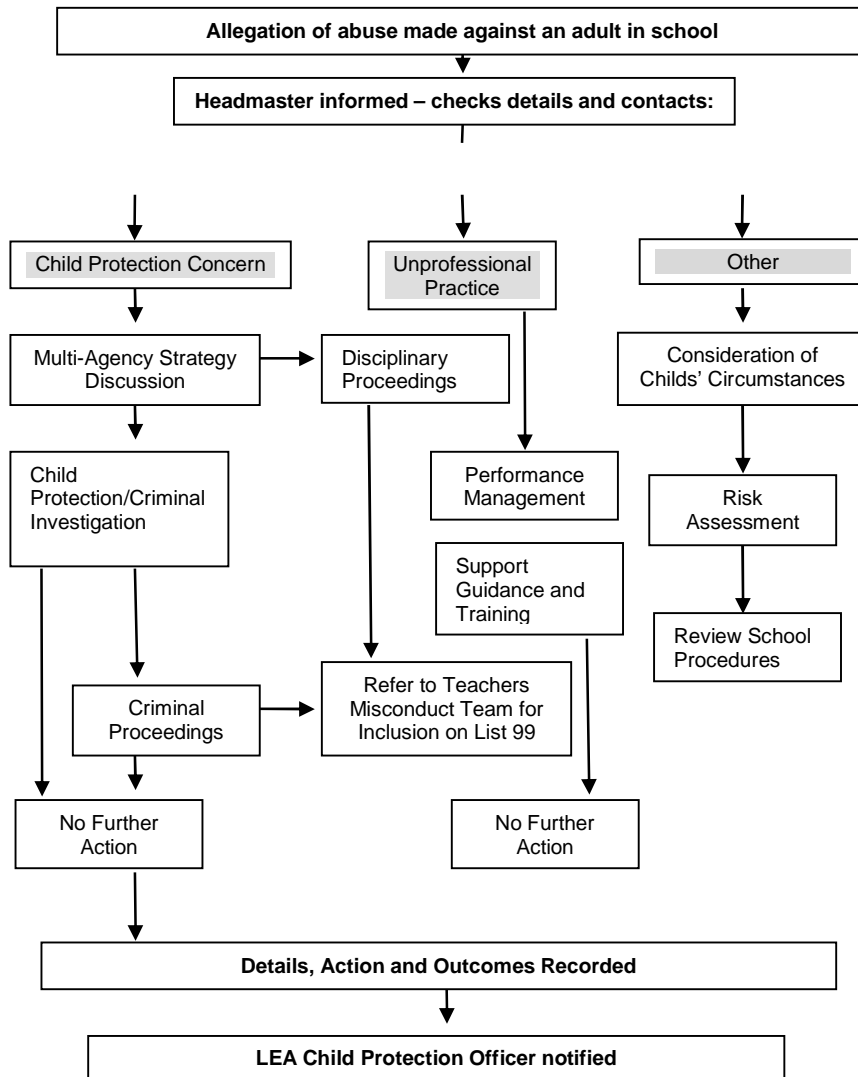 Allegation of abuse made against an adult in school
Headmaster informed – checks details and contacts:
Child Protection Concern
Unprofessional
Practice
Other
Multi-Agency Strategy
Discussion
Disciplinary
Proceedings
Consideration of
Childs' Circumstances
Child
Protection/Criminal
Investigation
Performance
Management
Risk
Assessment
Support
Guidance and
Training
Review School
Procedures
Criminal
Proceedings
Refer to Teachers
Misconduct Team for
Inclusion on List 99
No Further
Action
No Further
Action
Details, Action and Outcomes Recorded
LEA Child Protection Officer notified